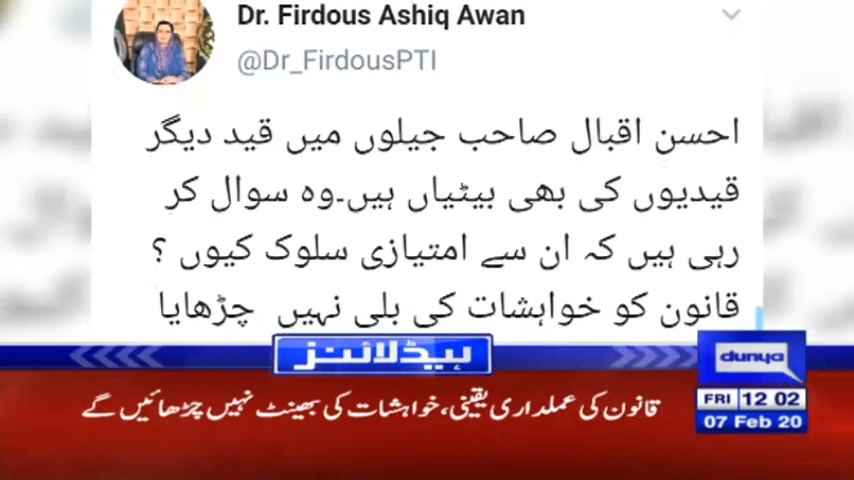 Dr. Firdous Ashiq Awan
@Dr_FirdousPTI
احسن اقبال صاحب جیلوں میں قید دیگر
قیدیوں کی بھی بیٹیاں ہیں۔وہ سوال کر
رہی ہیں کہ ان سے امتیازی سلوک کیوں ؟
قانون کو خواہشات کی بلی نہیں چڑھایا
ہیڈلائنز
dunya
قانون کی عملداری یقینی، خواہشات کی بھینٹ نہیں چڑھائیں گے
FRI 12 02
07 Feb 20